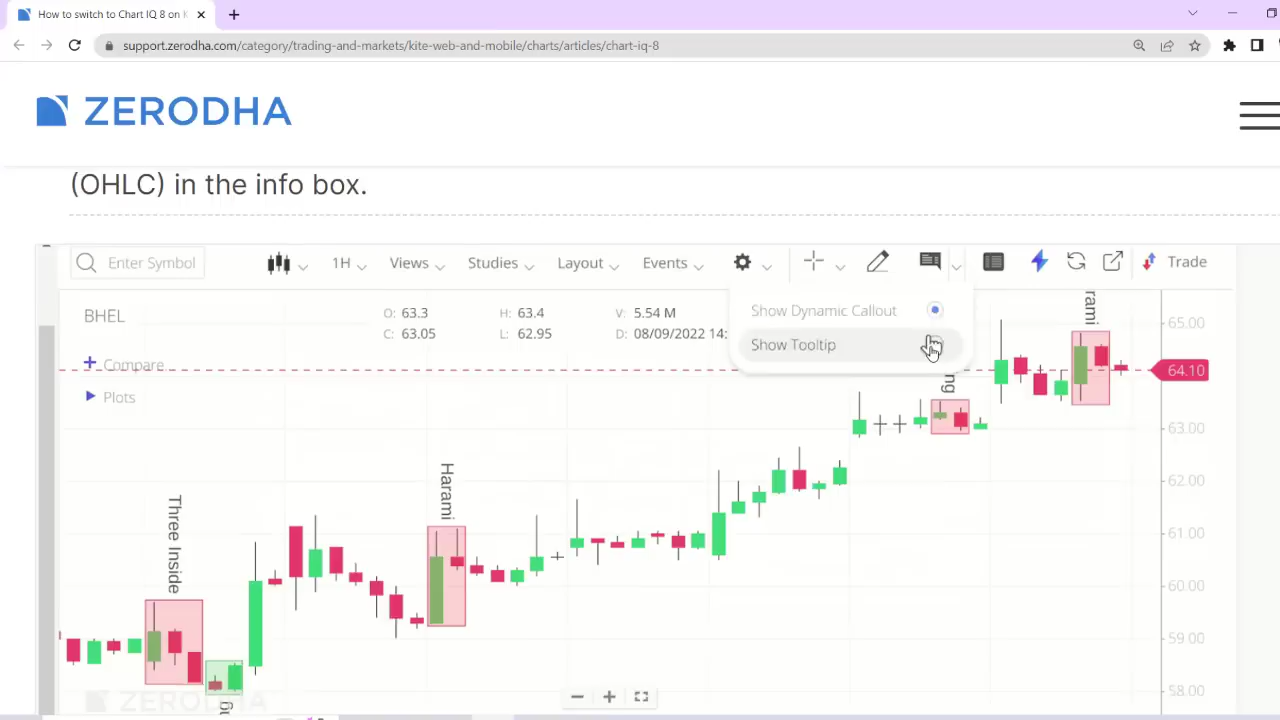 How to switch to Chart IQ 8 on K
support.zerodha.com/category/trading-and-markets/kite-web-and-mobile/charts/articles/chart-iq-8
ZERODHA
(OHLC) in the info box.
Enter Symbol 1H Views Studies Layout Events Trade
BHEL O: 63.3 H: 63.4 V: 5.54 M
C: 63.05 L: 62.95 D: 08/09/2022 14:
Show Dynamic Callout
Show Tooltip
Compare
Plots
Three Inside
Harami
ng
rami
65.00
64.10
63.00
62.00
61.00
60.00
59.00
58.00
ZERODHA